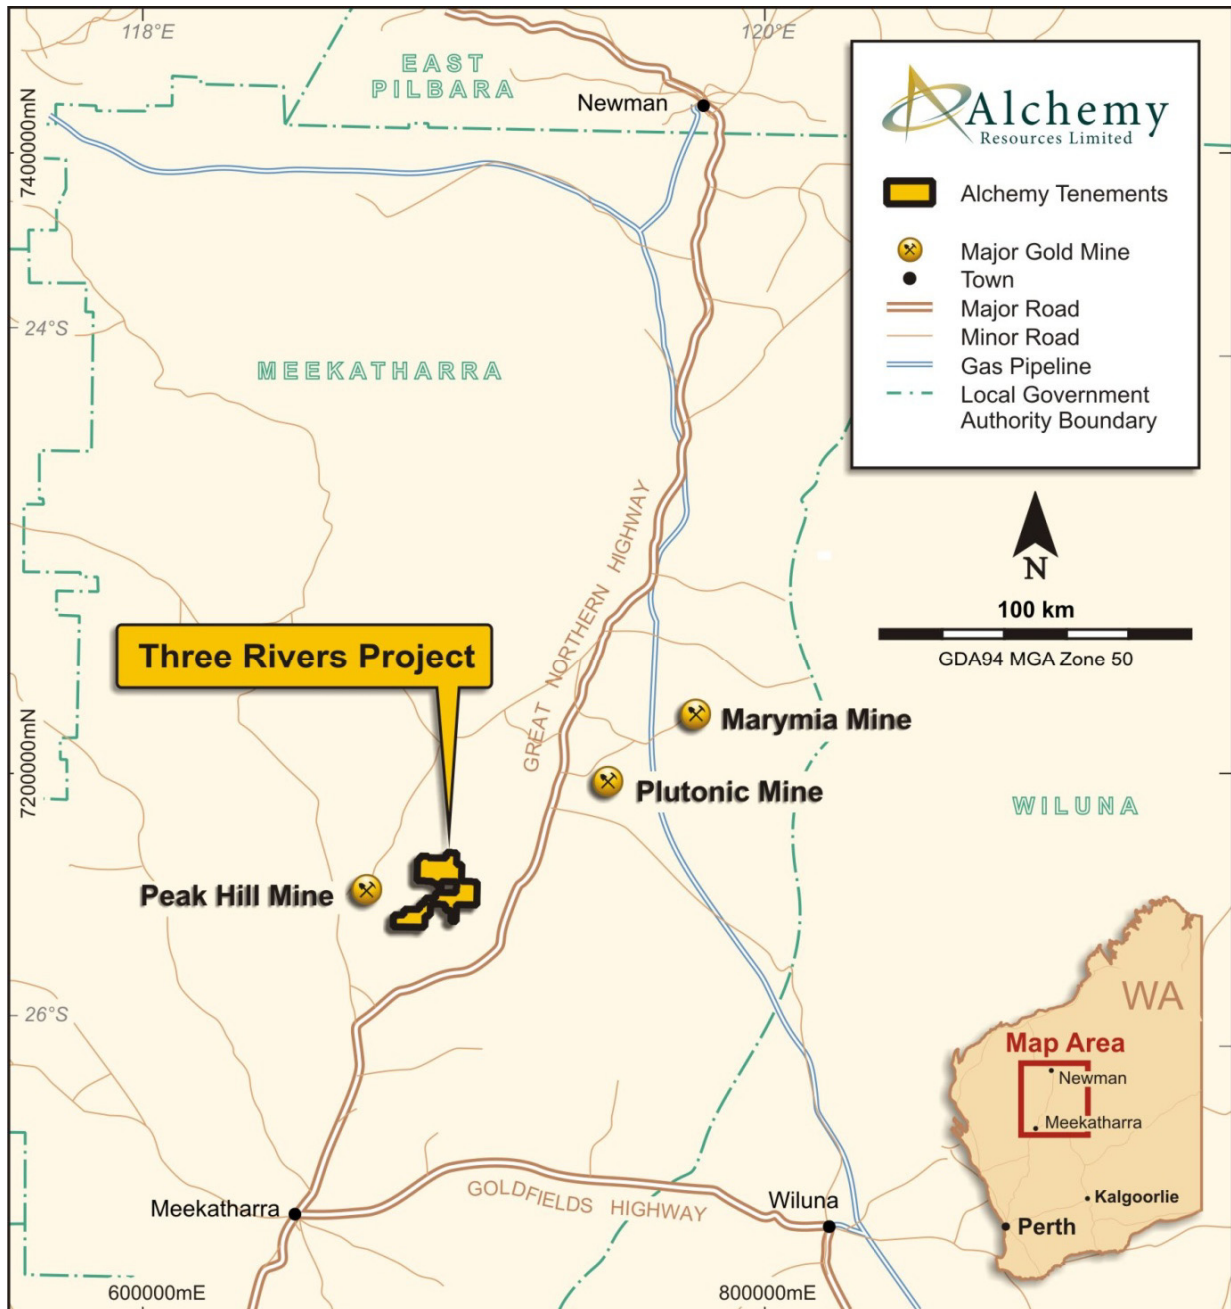 118°E
120°E
EAST
PILBARA
Newman
7400000mN
Alchemy
Resources Limited
Alchemy Tenements
Major Gold Mine
Town
Major Road
Minor Road
Gas Pipeline
Local Government
Authority Boundary
24°S
MEEKATHARRA
N
100 km
GDA94 MGA Zone 50
GREAT NORTHERN HIGHWAY
Three Rivers Project
7200000mN
Marymia Mine
Plutonic Mine
WILUNA
Peak Hill Mine
26°S
WA
Map Area
Newman
Meekatharra
Kalgoorlie
Perth
Meekatharra
GOLDFIELDS HIGHWAY
Wiluna
600000mE
800000mE